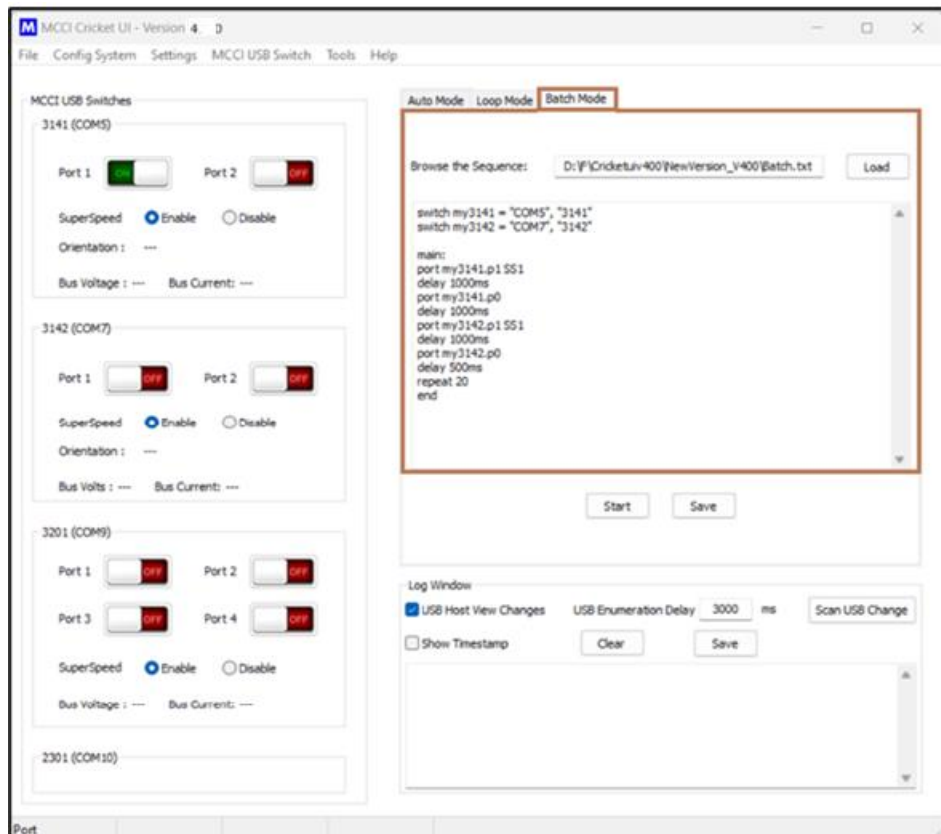 MCCI Cricket UI - Version 4. 0
File Config System Settings MCCI USB Switch Tools Help
MCCI USB Switches
3141 (COM5)
Port 1 ON Port 2 OFF
SuperSpeed Enable Disable
Orientation : ---
Bus Voltage : --- Bus Current: ---
3142 (COM7)
Port 1 OFF Port 2 OFF
SuperSpeed Enable Disable
Orientation : ---
Bus Volts : --- Bus Current: ---
3201 (COM9)
Port 1 OFF Port 2 OFF
Port 3 OFF Port 4 OFF
SuperSpeed Enable Disable
Bus Voltage : --- Bus Current: ---
2301 (COM10)
Port
Auto Mode Loop Mode Batch Mode
Browse the Sequence: D:\F\Cricketuiv400\NewVersion_V400\Batch.txt Load
switch my3141 = "COM5", "3141"
switch my3142 = "COM7", "3142"
main:
port my3141.p1 SS1
delay 1000ms
port my3141.p0
delay 1000ms
port my3142.p1 SS1
delay 1000ms
port my3142.p0
delay 500ms
repeat 20
end
Start Save
Log Window
USB Host View Changes USB Enumeration Delay 3000 ms Scan USB Change
Show Timestamp Clear Save